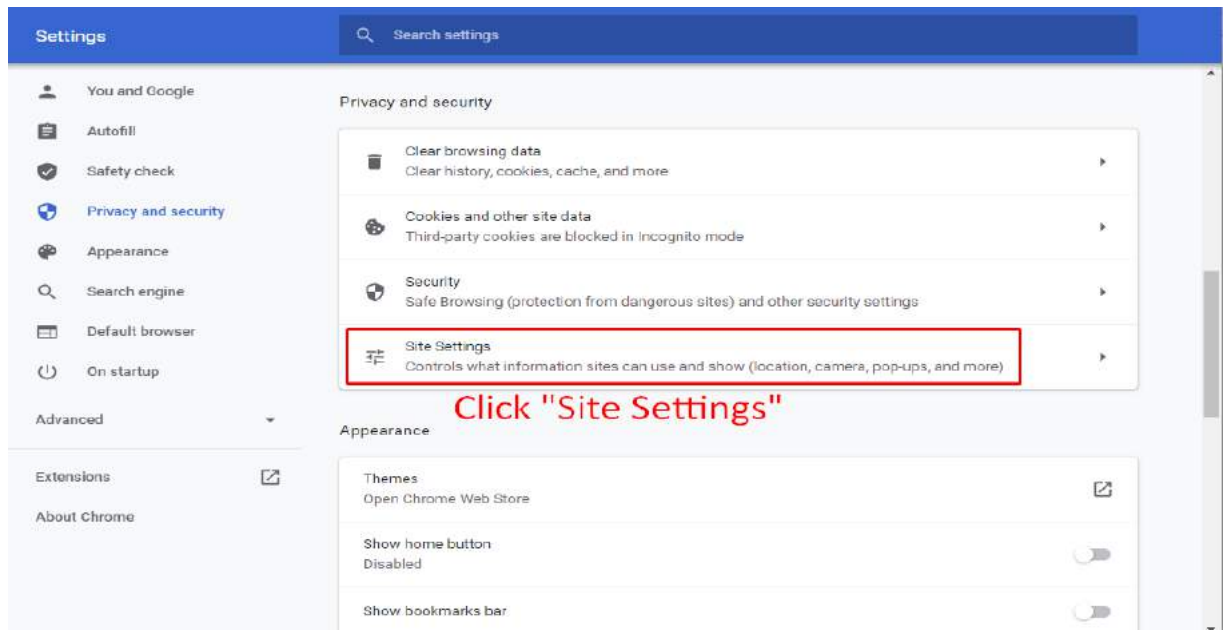 Settings
Search settings
You and Google
Autofill
Safety check
Privacy and security
Appearance
Search engine
Default browser
On startup
Advanced
Extensions
About Chrome
Privacy and security
Clear browsing data
Clear history, cookies, cache, and more
Cookies and other site data
Third-party cookies are blocked in Incognito mode
Security
Safe Browsing (protection from dangerous sites) and other security settings
Site Settings
Controls what information sites can use and show (location, camera, pop-ups, and more)
Click "Site Settings"
Appearance
Themes
Open Chrome Web Store
Show home button
Disabled
Show bookmarks bar